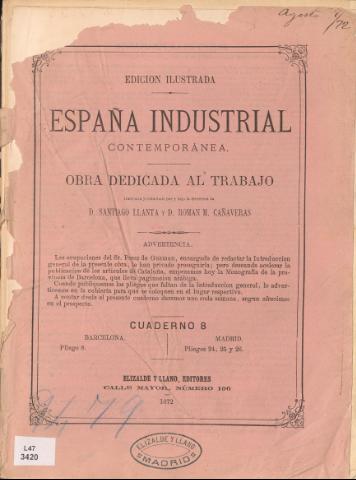 Agosto
72
EDICION ILUSTRADA
ESPAÑA INDUSTRIAL
CONTEMPORÁNEA.
OBRA DEDICADA AL TRABAJO
D. SANTIAGO LLANTA Y D. ROMAN M. CAÑAVERAS
ADVERTENCIA.
Las ocupaciones del Sr. Perez de Guzman, encargado de redactar la Introduccion
general de la presente obra, le han privado proseguirla; pero deseando acelerar la
publicacion de los artículos de Cataluña, empezamos hoy la Monografía de la pro-
vincia de Barcelona, que lleva paginacion análoga.
Cuando publiquemos los pliegos que faltan de la introduccion general, lo adver-
tiremos en la cubierta para que se coloquen en el lugar respectivo.
A contar desde el presente cuaderno daremos uno cada semana, segun ofrecimos
en el prospecto.
CUADERNO 8
BARCELONA. MADRID.
Pliego 8. Pliegos 24, 25 y 26.
ELIZALDE Y LLANO, EDITORES
CALLE MAYOR, NÚMERO 106
1872
ELIZALDE Y LLANO
MADRID
L47
3420